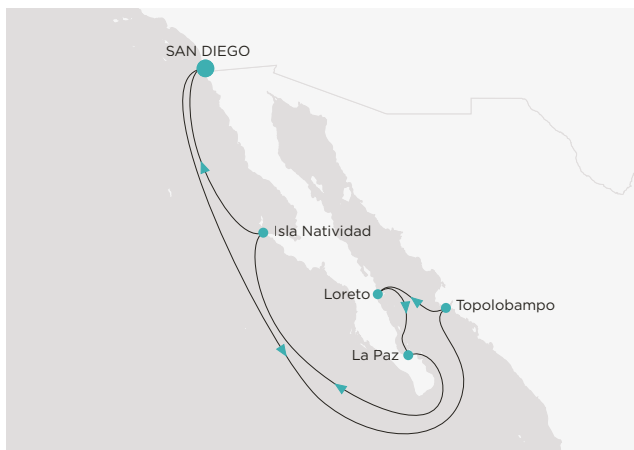 SAN DIEGO
Isla Natividad
Loreto
Topolobampo
La Paz